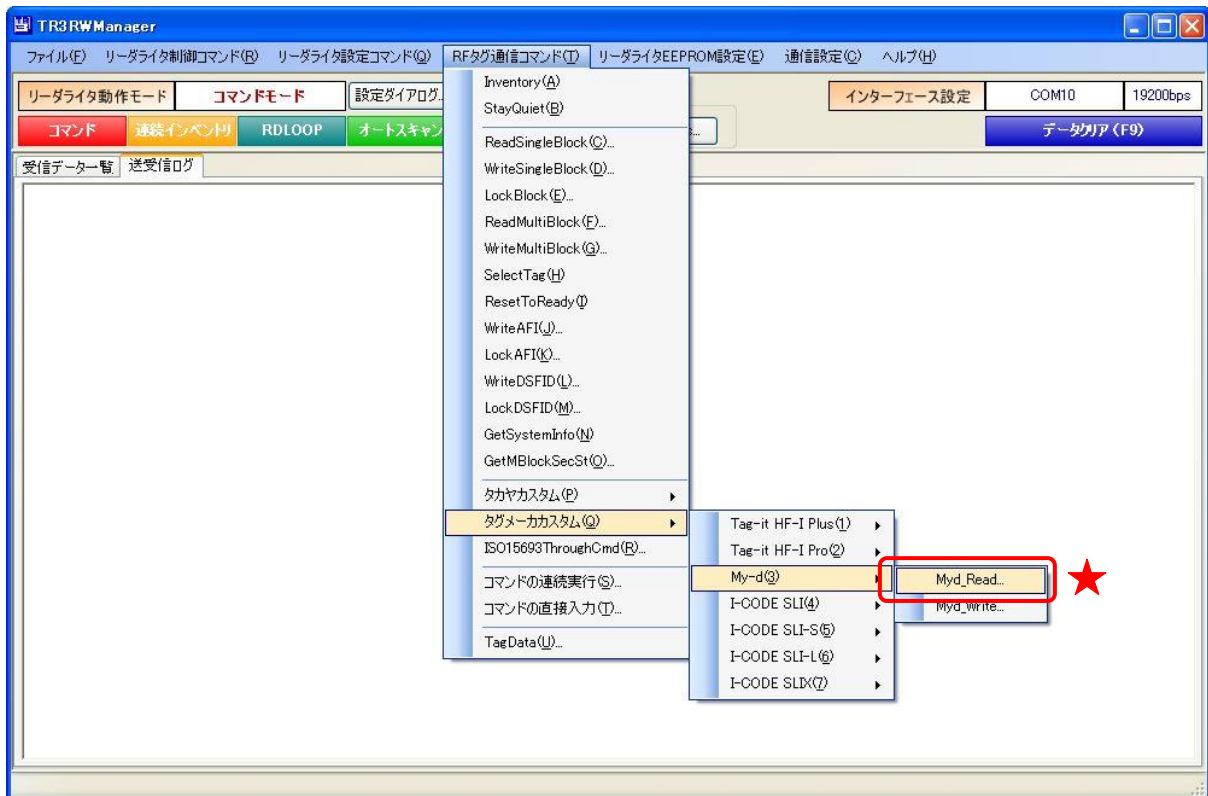 TR3RWManager
ファイル(F) リーダライタ制御コマンド(R) リーダライタ設定コマンド(Q) RFタグ通信コマンド(T) リーダライタEEPROM設定(E) 通信設定(C) ヘルプ(H)
リーダライタ動作モード コマンドモード 設定ダイアログ... インターフェース設定 COM10 19200bps
コマンド 連続インベントリ RDLOOP オートスキャン データクリア(F9)
受信データ一覧 送受信ログ
Inventory(A)
StayQuiet(B)
ReadSingleBlock(C)...
WriteSingleBlock(D)...
LockBlock(E)...
ReadMultiBlock(F)...
WriteMultiBlock(G)...
SelectTag(H)
ResetToReady(I)
WriteAFI(J)...
LockAFI(K)...
WriteDSFID(L)...
LockDSFID(M)...
GetSystemInfo(N)
GetMBlockSecSt(O)...
タカヤカスタム(P)
タグメーカカスタム(Q)
ISO15693ThroughCmd(R)...
コマンドの連続実行(S)...
コマンドの直接入力(T)...
TagData(U)...
Tag-it HF-I Plus(1)
Tag-it HF-I Pro(2)
My-d(3)
I-CODE SLI(4)
I-CODE SLI-S(5)
I-CODE SLI-L(6)
I-CODE SLIX(7)
Myd_Read...
Myd_Write...